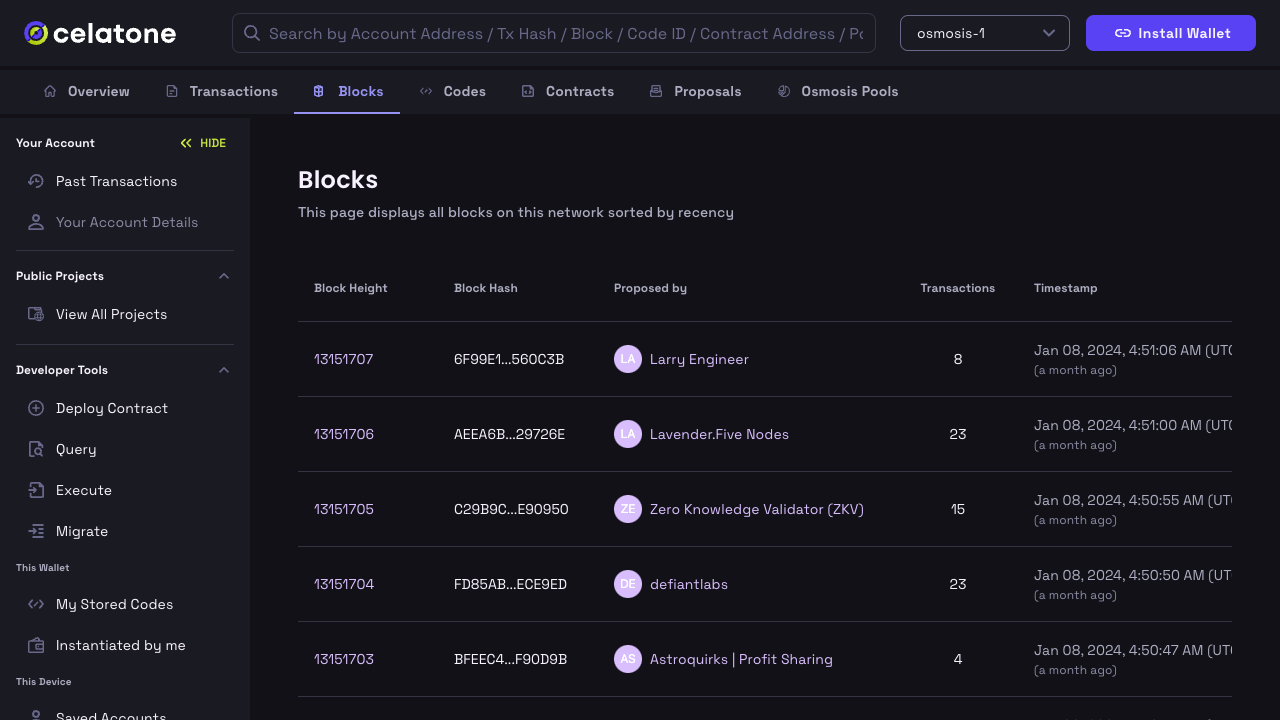 celatone
Search by Account Address / Tx Hash / Block / Code ID / Contract Address / Po
osmosis-1
Install Wallet
Overview
Transactions
Blocks
Codes
Contracts
Proposals
Osmosis Pools
Your Account
HIDE
Past Transactions
Your Account Details
Public Projects
View All Projects
Developer Tools
Deploy Contract
Query
Execute
Migrate
This Wallet
My Stored Codes
Instantiated by me
This Device
Saved Accounts
Blocks
This page displays all blocks on this network sorted by recency
Block Height Block Hash Proposed by Transactions Timestamp
13151707 6F99E1...560C3B LA Larry Engineer 8 Jan 08, 2024, 4:51:06 AM (UTC
(a month ago)
13151706 AEEA6B...29726E LA Lavender.Five Nodes 23 Jan 08, 2024, 4:51:00 AM (UTC
(a month ago)
13151705 C29B9C...E90950 ZE Zero Knowledge Validator (ZKV) 15 Jan 08, 2024, 4:50:55 AM (UT
(a month ago)
13151704 FD85AB...ECE9ED DE defiantlabs 23 Jan 08, 2024, 4:50:50 AM (UT
(a month ago)
13151703 BFEEC4...F90D9B AS Astroquirks | Profit Sharing 4 Jan 08, 2024, 4:50:47 AM (UT
(a month ago)